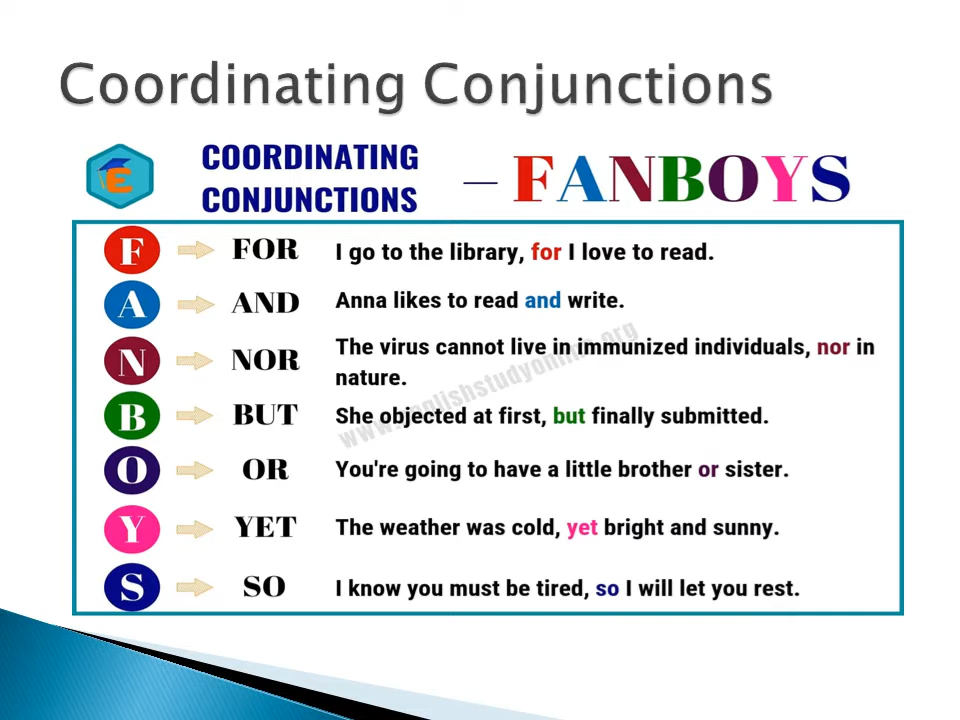 Coordinating Conjunctions
E
COORDINATING
CONJUNCTIONS
— FANBOYS
F FOR I go to the library, for I love to read.
A AND Anna likes to read and write.
N NOR The virus cannot live in immunized individuals, nor in
nature.
B BUT She objected at first, but finally submitted.
O OR You're going to have a little brother or sister.
Y YET The weather was cold, yet bright and sunny.
S SO I know you must be tired, so I will let you rest.
www.englishstudyonline.org